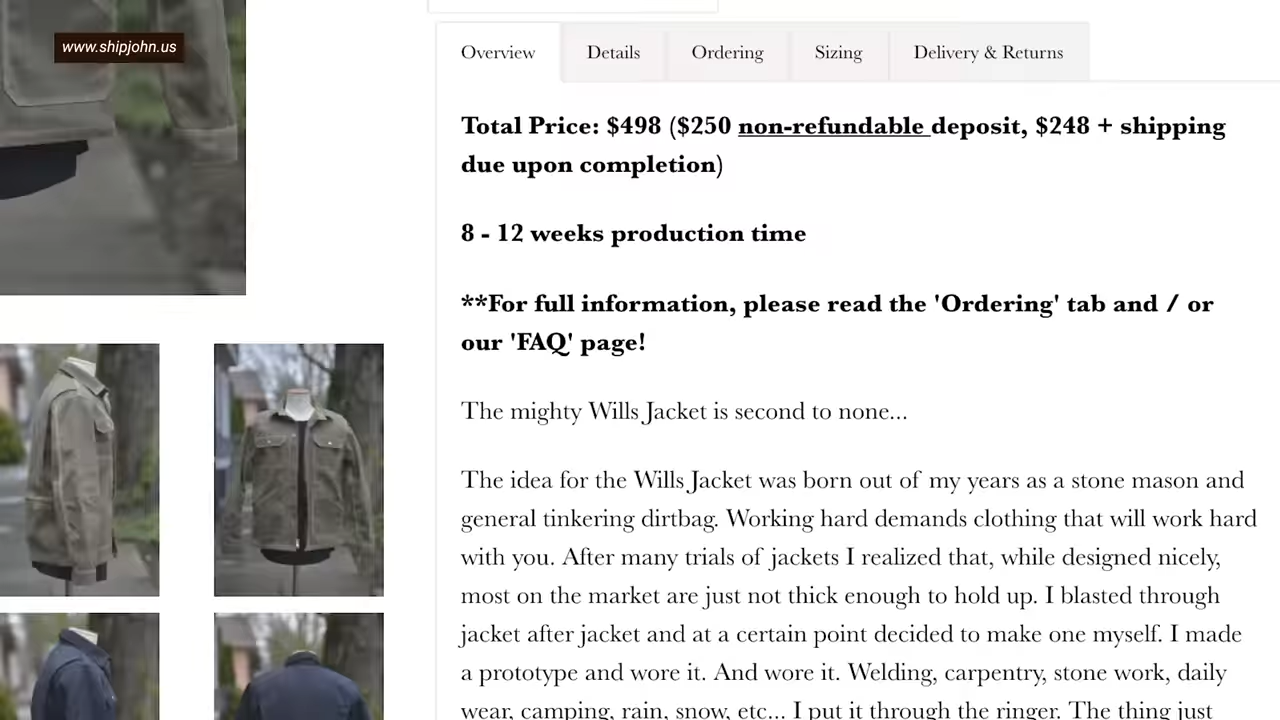 www.shipjohn.us
Overview
Details
Ordering
Sizing
Delivery & Returns
Total Price: $498 ($250 non-refundable deposit, $248 + shipping
due upon completion)
8 - 12 weeks production time
**For full information, please read the 'Ordering' tab and / or
our 'FAQ' page!
The mighty Wills Jacket is second to none...
The idea for the Wills Jacket was born out of my years as a stone mason and
general tinkering dirtbag. Working hard demands clothing that will work hard
with you. After many trials of jackets I realized that, while designed nicely,
most on the market are just not thick enough to hold up. I blasted through
jacket after jacket and at a certain point decided to make one myself. I made
a prototype and wore it. And wore it. Welding, carpentry, stone work, daily
wear, camping, rain, snow, etc... I put it through the ringer. The thing just